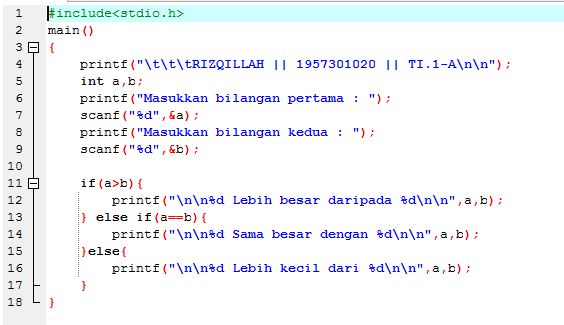 1 #include<stdio.h>
2 main()
3 {
4 printf("\t\t\tRIZQILLAH || 1957301020 || TI.1-A\n\n");
5 int a,b;
6 printf("Masukkan bilangan pertama : ");
7 scanf("%d",&a);
8 printf("Masukkan bilangan kedua : ");
9 scanf("%d",&b);
10
11 if(a>b){
12 printf("\n\n%d Lebih besar daripada %d\n\n",a,b);
13 } else if(a==b){
14 printf("\n\n%d Sama besar dengan %d\n\n",a,b);
15 }else{
16 printf("\n\n%d Lebih kecil dari %d\n\n",a,b);
17 }
18 }